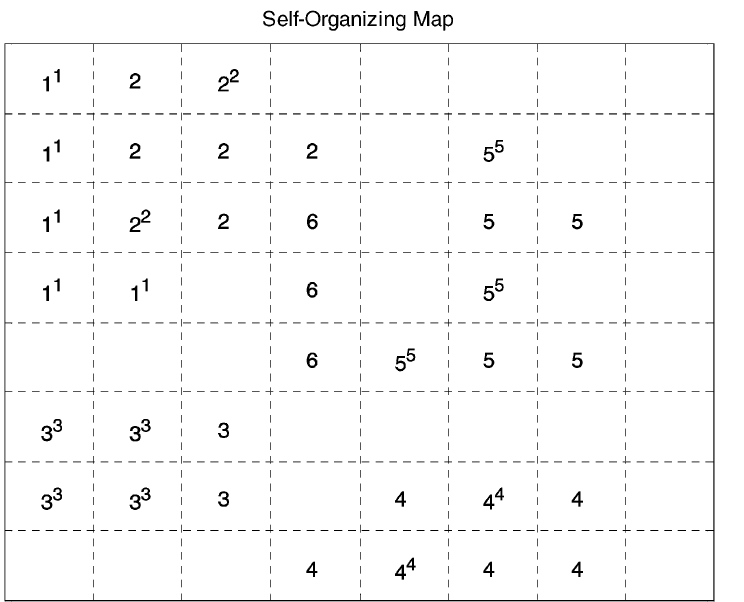 Self-Organizing Map
1¹ 2 2²
1¹ 2 2 2 5⁵
1¹ 2² 2 6 5 5
1¹ 1¹ 6 5⁵
6 5⁵ 5 5
3³ 3³ 3
3³ 3³ 3 4 4⁴ 4
4 4⁴ 4 4